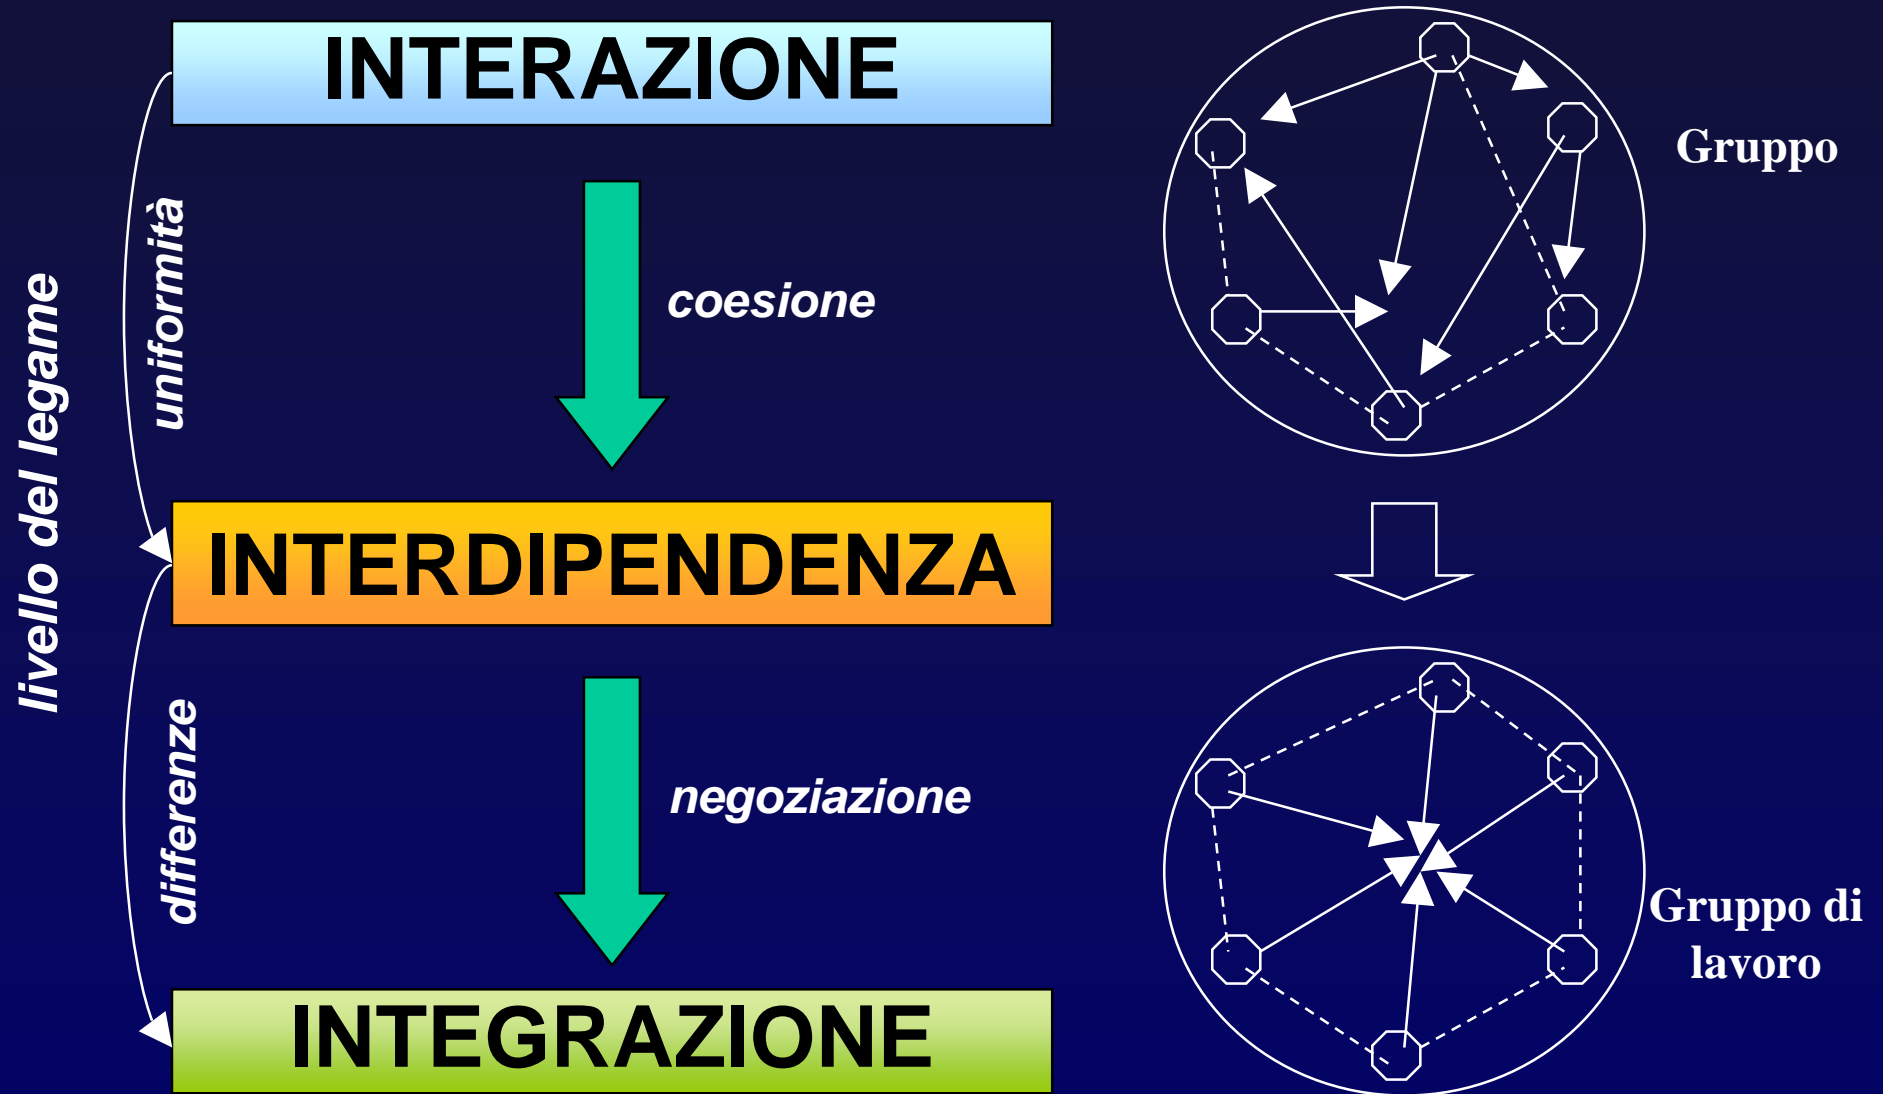 INTERAZIONE
Gruppo
uniformità
coesione
livello del legame
INTERDIPENDENZA
differenze
negoziazione
Gruppo di
lavoro
INTEGRAZIONE